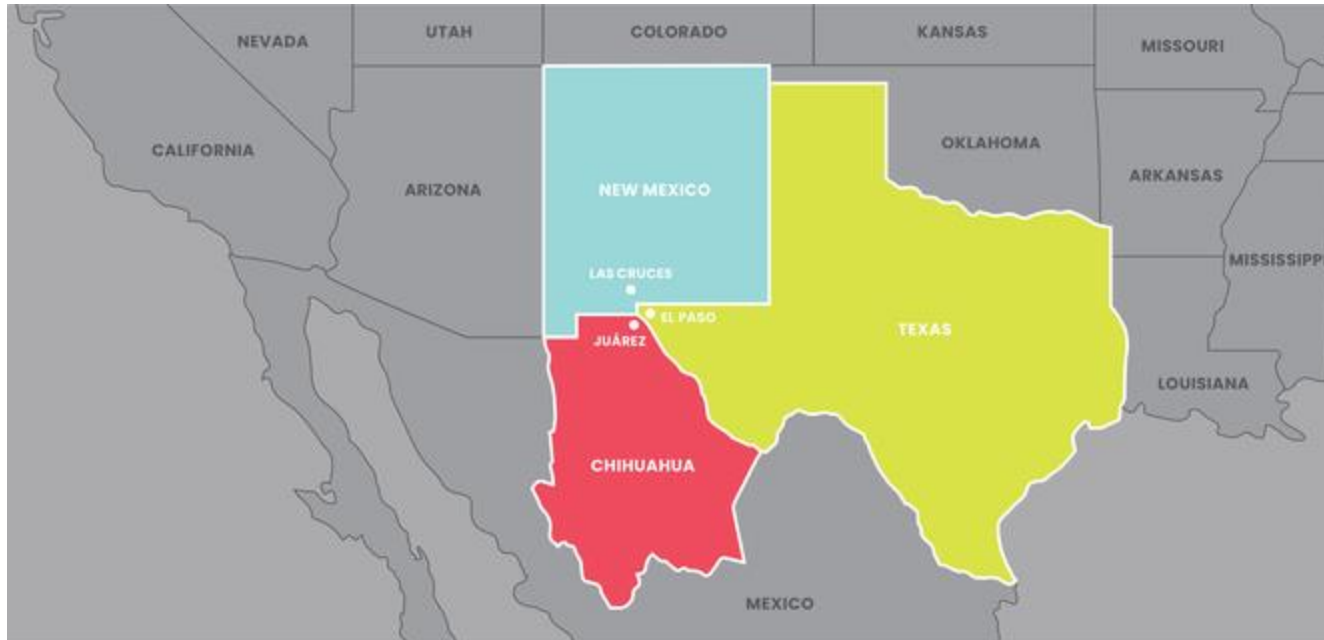 UTAH
COLORADO
KANSAS
NEVADA
MISSOURI
CALIFORNIA
OKLAHOMA
ARIZONA
NEW MEXICO
ARKANSAS
MISSISSIPP
LAS CRUCES
EL PASO
JUÁREZ
TEXAS
LOUISIANA
CHIHUAHUA
MEXICO